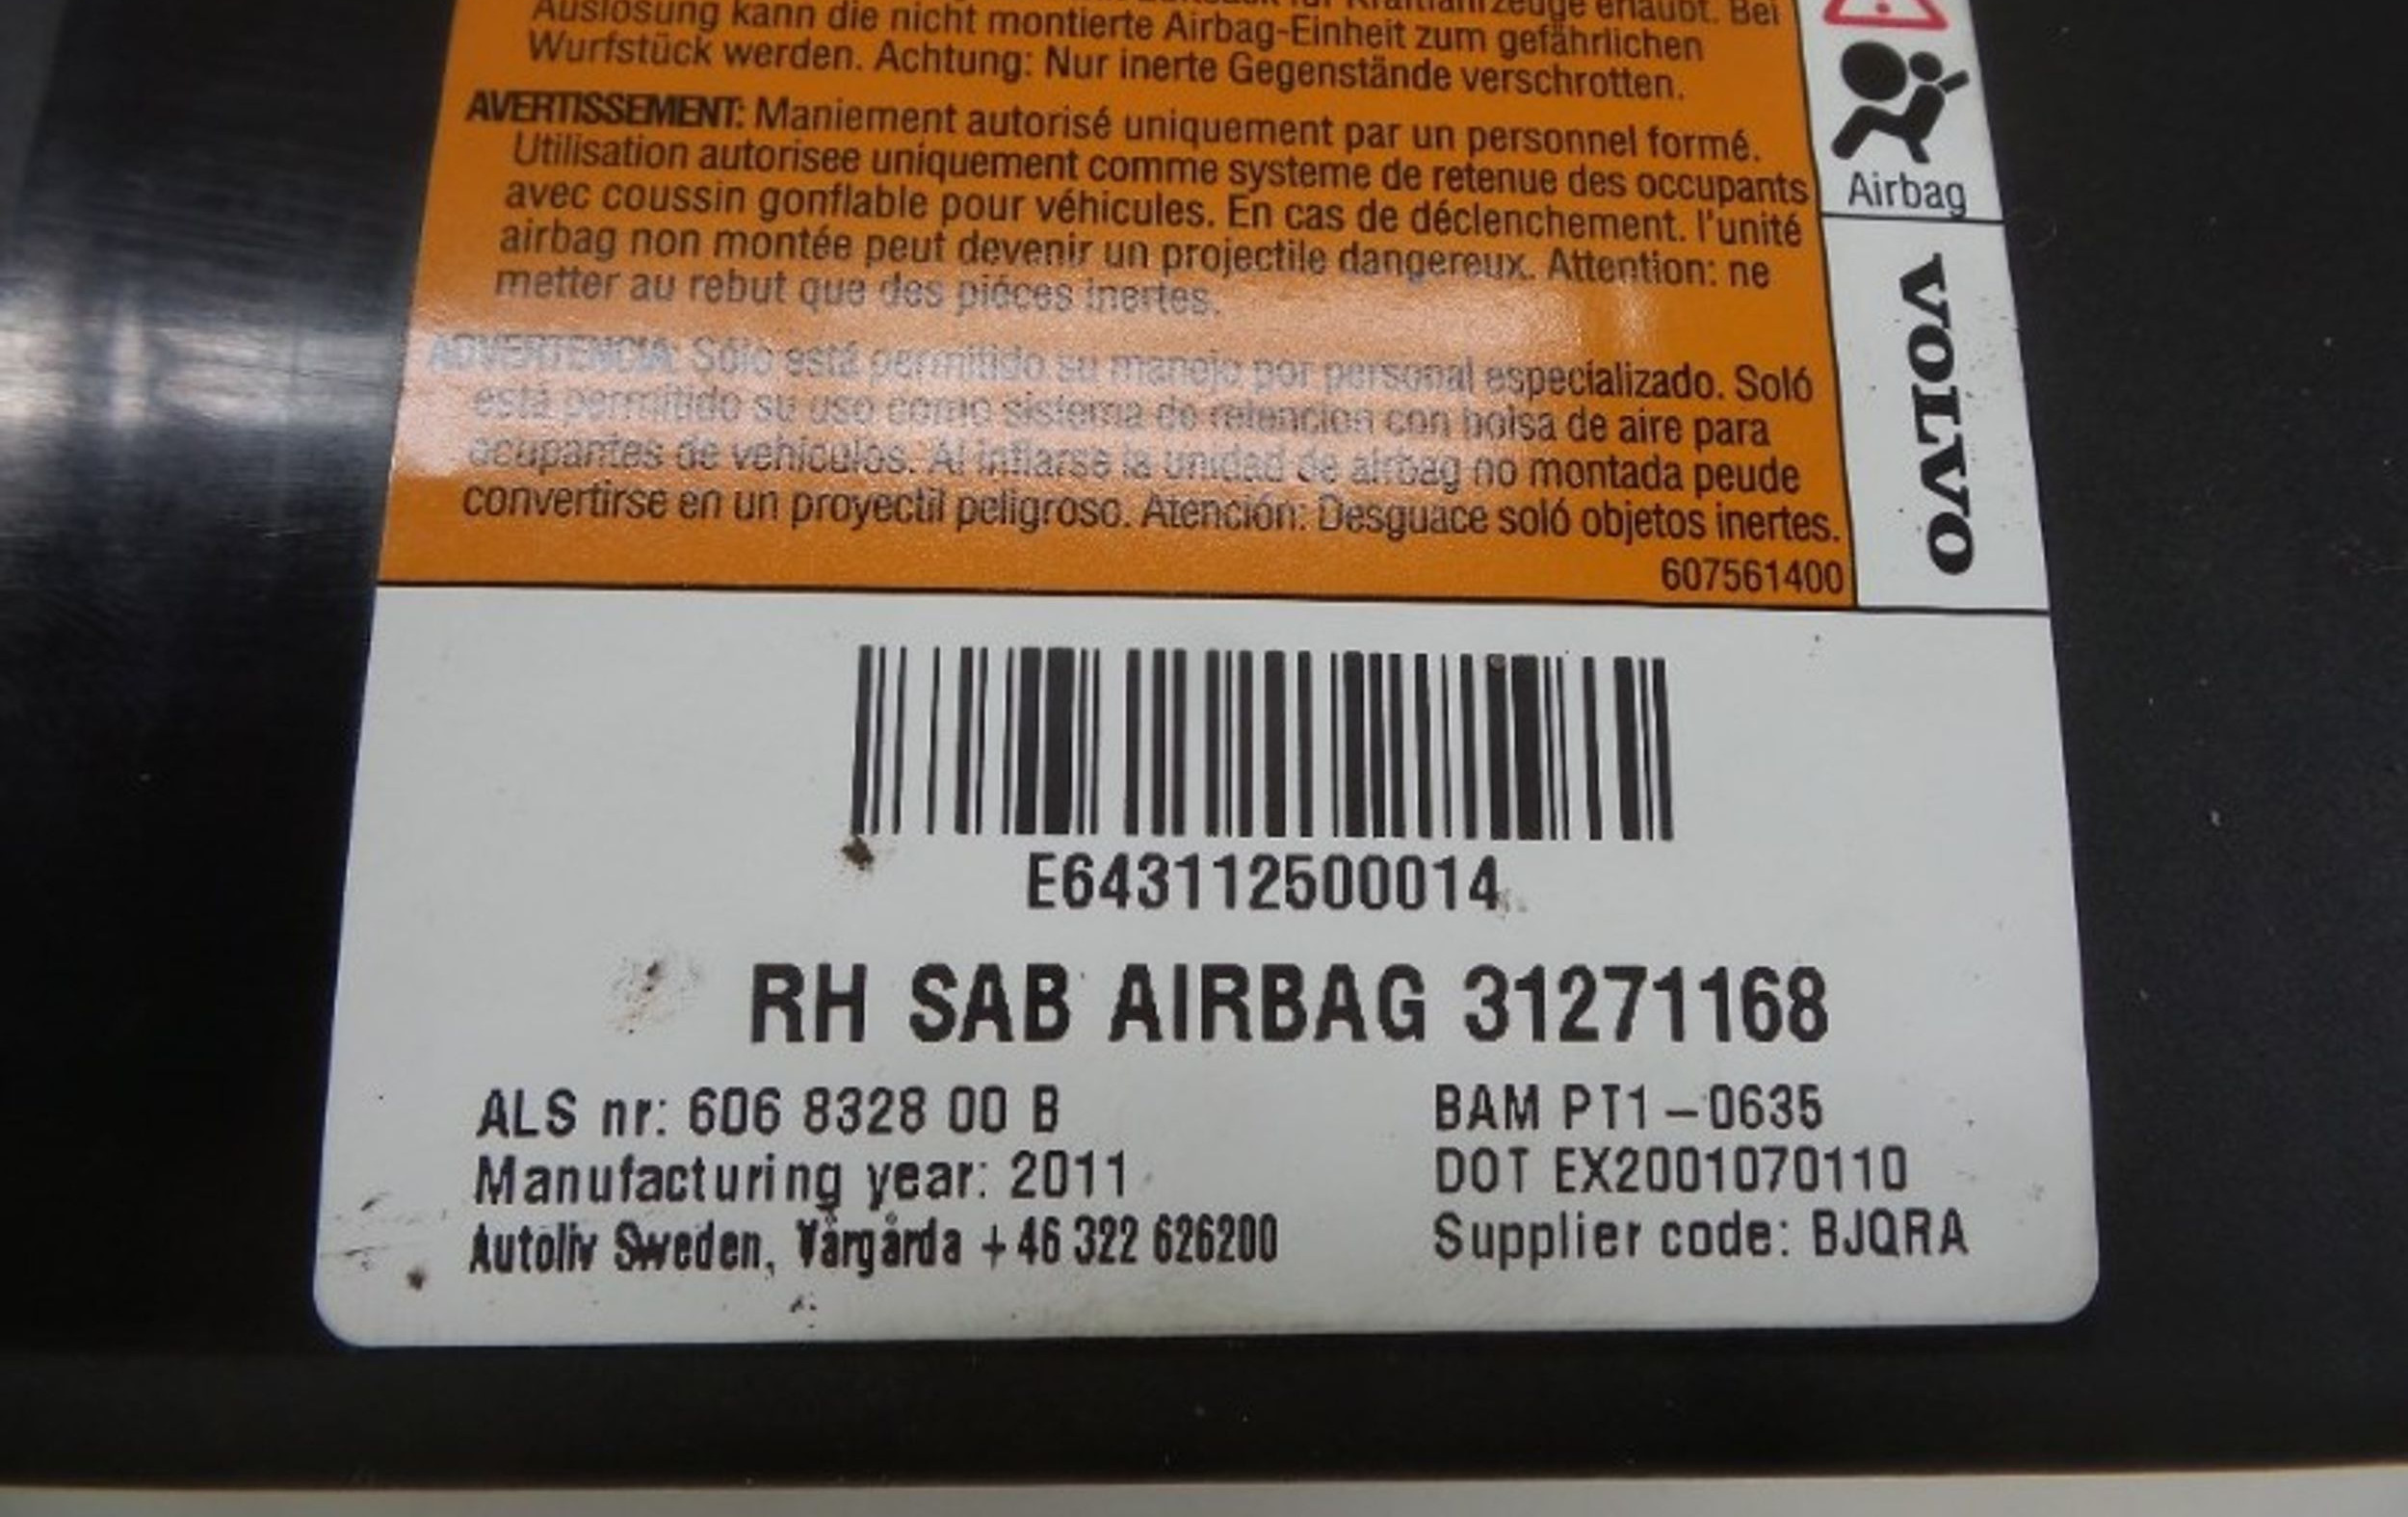 Auslösung kann die nicht montierte Airbag-Einheit zum gefährlichen
Wurfstück werden. Achtung: Nur inerte Gegenstände verschrotten.
AVERTISSEMENT: Maniement autorisé uniquement par un personnel formé.
Utilisation autorisee uniquement comme systeme de retenue des occupants
avec coussin gonflable pour véhicules. En cas de déclenchement. l'unité
airbag non montée peut devenir un projectile dangereux. Attention: ne
metter au rebut que des piéces inertes.
ADVERTENCIA: Sólo está permitido su manejo por personal especializado. Soló
está permitido su uso como sistema de retencion con bolsa de aire para
ocupantes de vehiculos. Al inflarse la unidad de airbag no montada peude
convertirse en un proyectil peligroso. Atención: Desguace soló objetos inertes.
607561400
Airbag
VOLVO
E643112500014
RH SAB AIRBAG 31271168
ALS nr: 606 8328 00 B
Manufacturing year: 2011
Autoliv Sweden, Vårgårda +46 322 626200
BAM PT1-0635
DOT EX2001070110
Supplier code: BJQRA